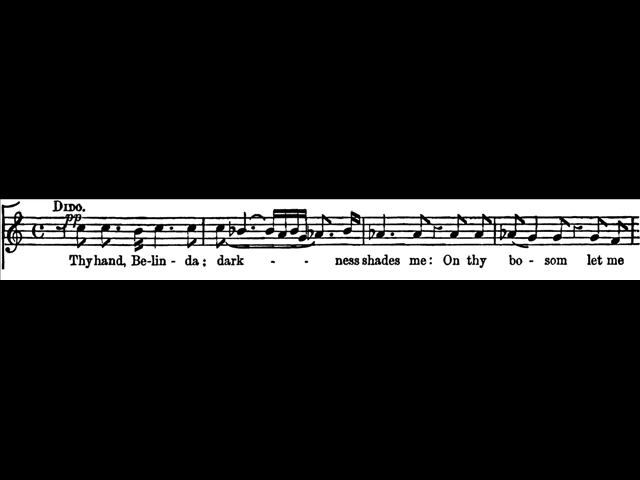 DIDO.
pp
Thy hand, Be-lin - da; dark - - ness shades me: On thy bo - som let me